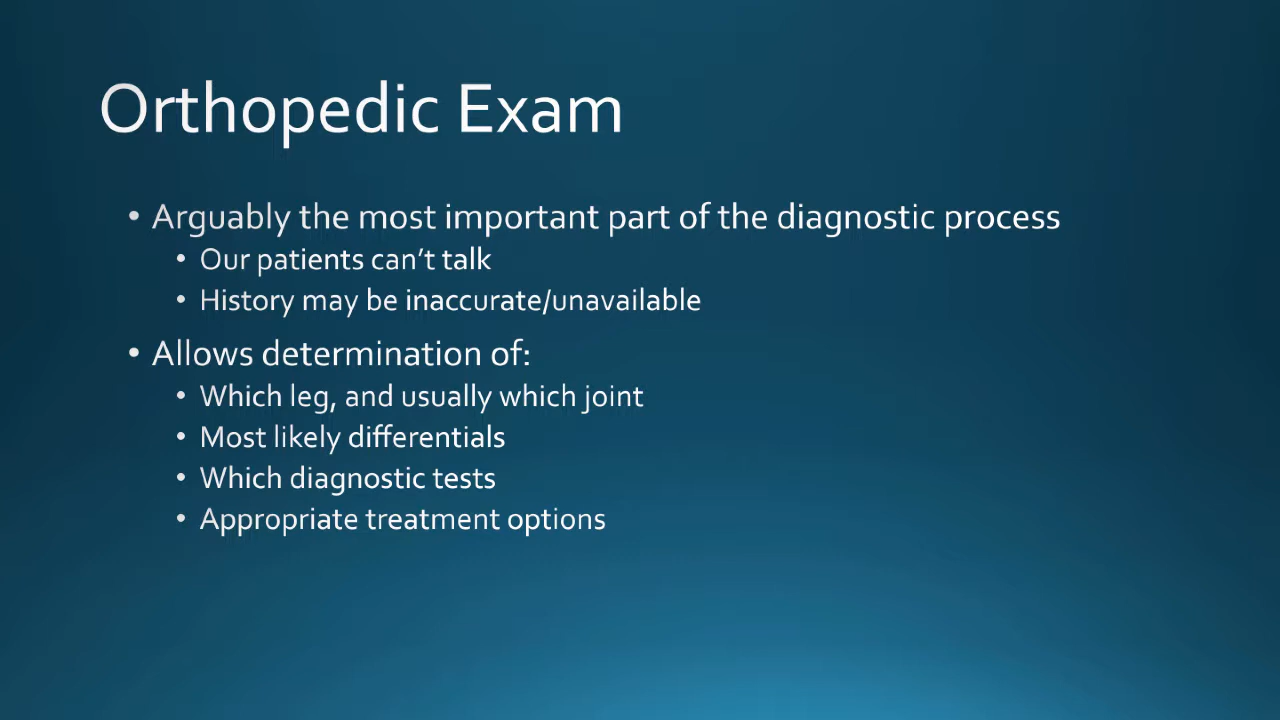 Orthopedic Exam
• Arguably the most important part of the diagnostic process
• Our patients can’t talk
• History may be inaccurate/unavailable
• Allows determination of:
• Which leg, and usually which joint
• Most likely differentials
• Which diagnostic tests
• Appropriate treatment options